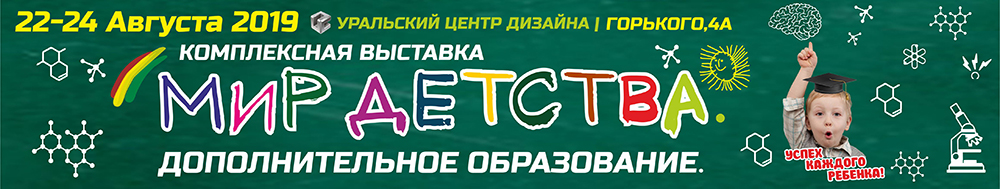 22-24 Августа 2019 УРАЛЬСКИЙ ЦЕНТР ДИЗАЙНА | ГОРЬКОГО,4А
КОМПЛЕКСНАЯ ВЫСТАВКА
МИР ДЕТСТВА.
ДОПОЛНИТЕЛЬНОЕ ОБРАЗОВАНИЕ.
УСПЕХ
КАЖДОГО
РЕБЕНКА!